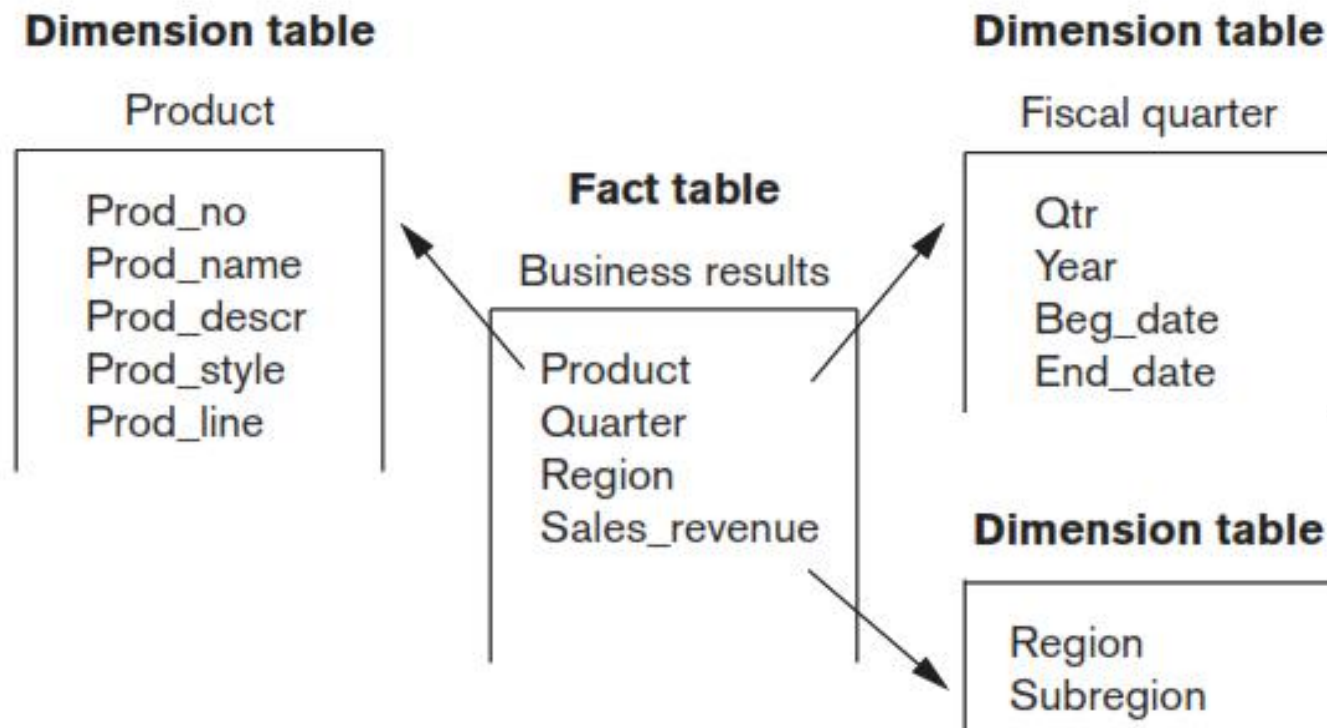 Dimension table
Product
Prod_no
Prod_name
Prod_descr
Prod_style
Prod_line
Fact table
Business results
Product
Quarter
Region
Sales_revenue
Dimension table
Fiscal quarter
Qtr
Year
Beg_date
End_date
Dimension table
Region
Subregion